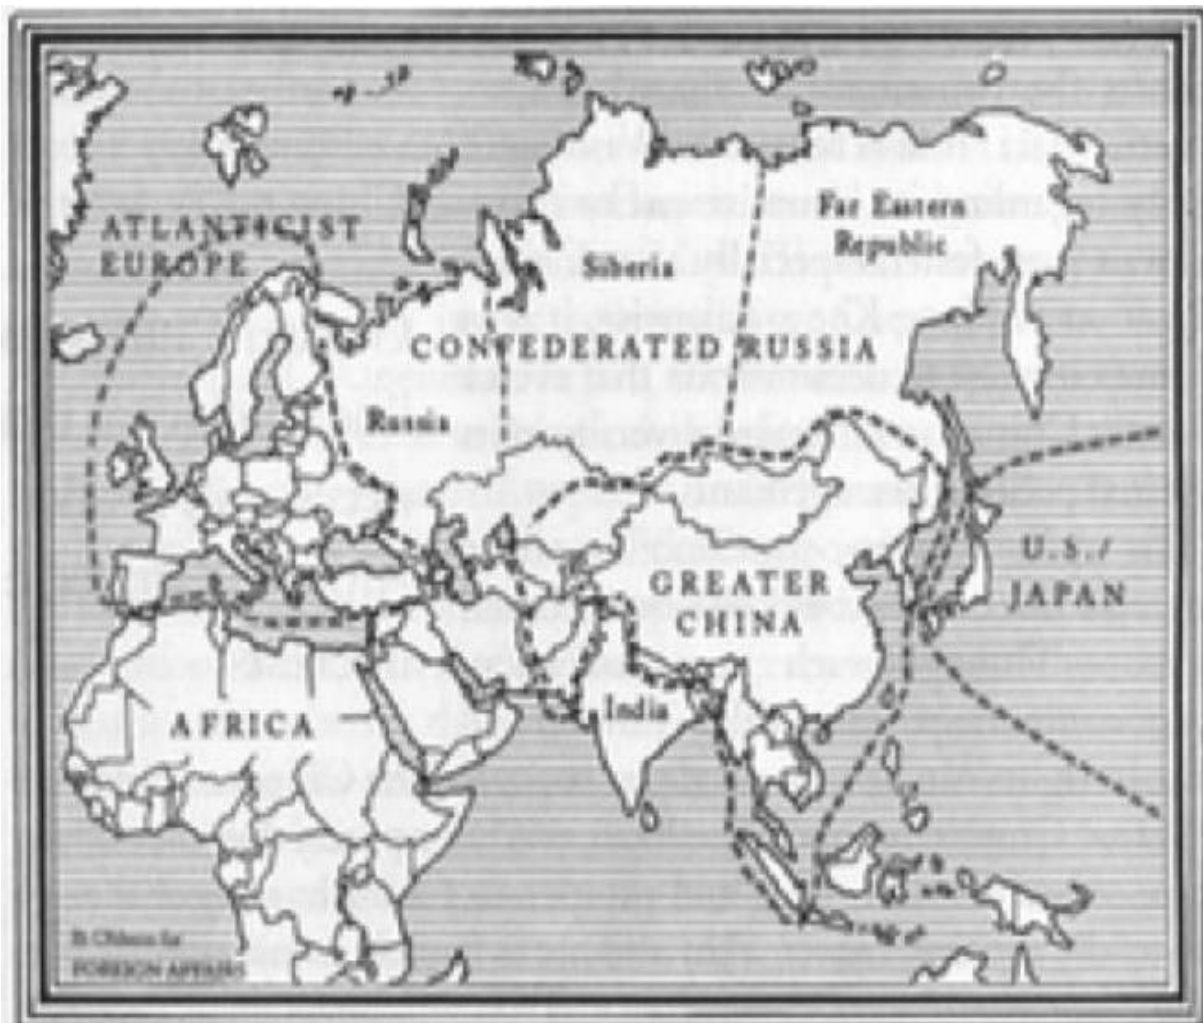 ATLANTICIST
EUROPE
Far Eastern
Republic
Siberia
CONFEDERATED RUSSIA
Russia
GREATER
CHINA
U.S./
JAPAN
India
AFRICA
FOREIGN AFFAIRS